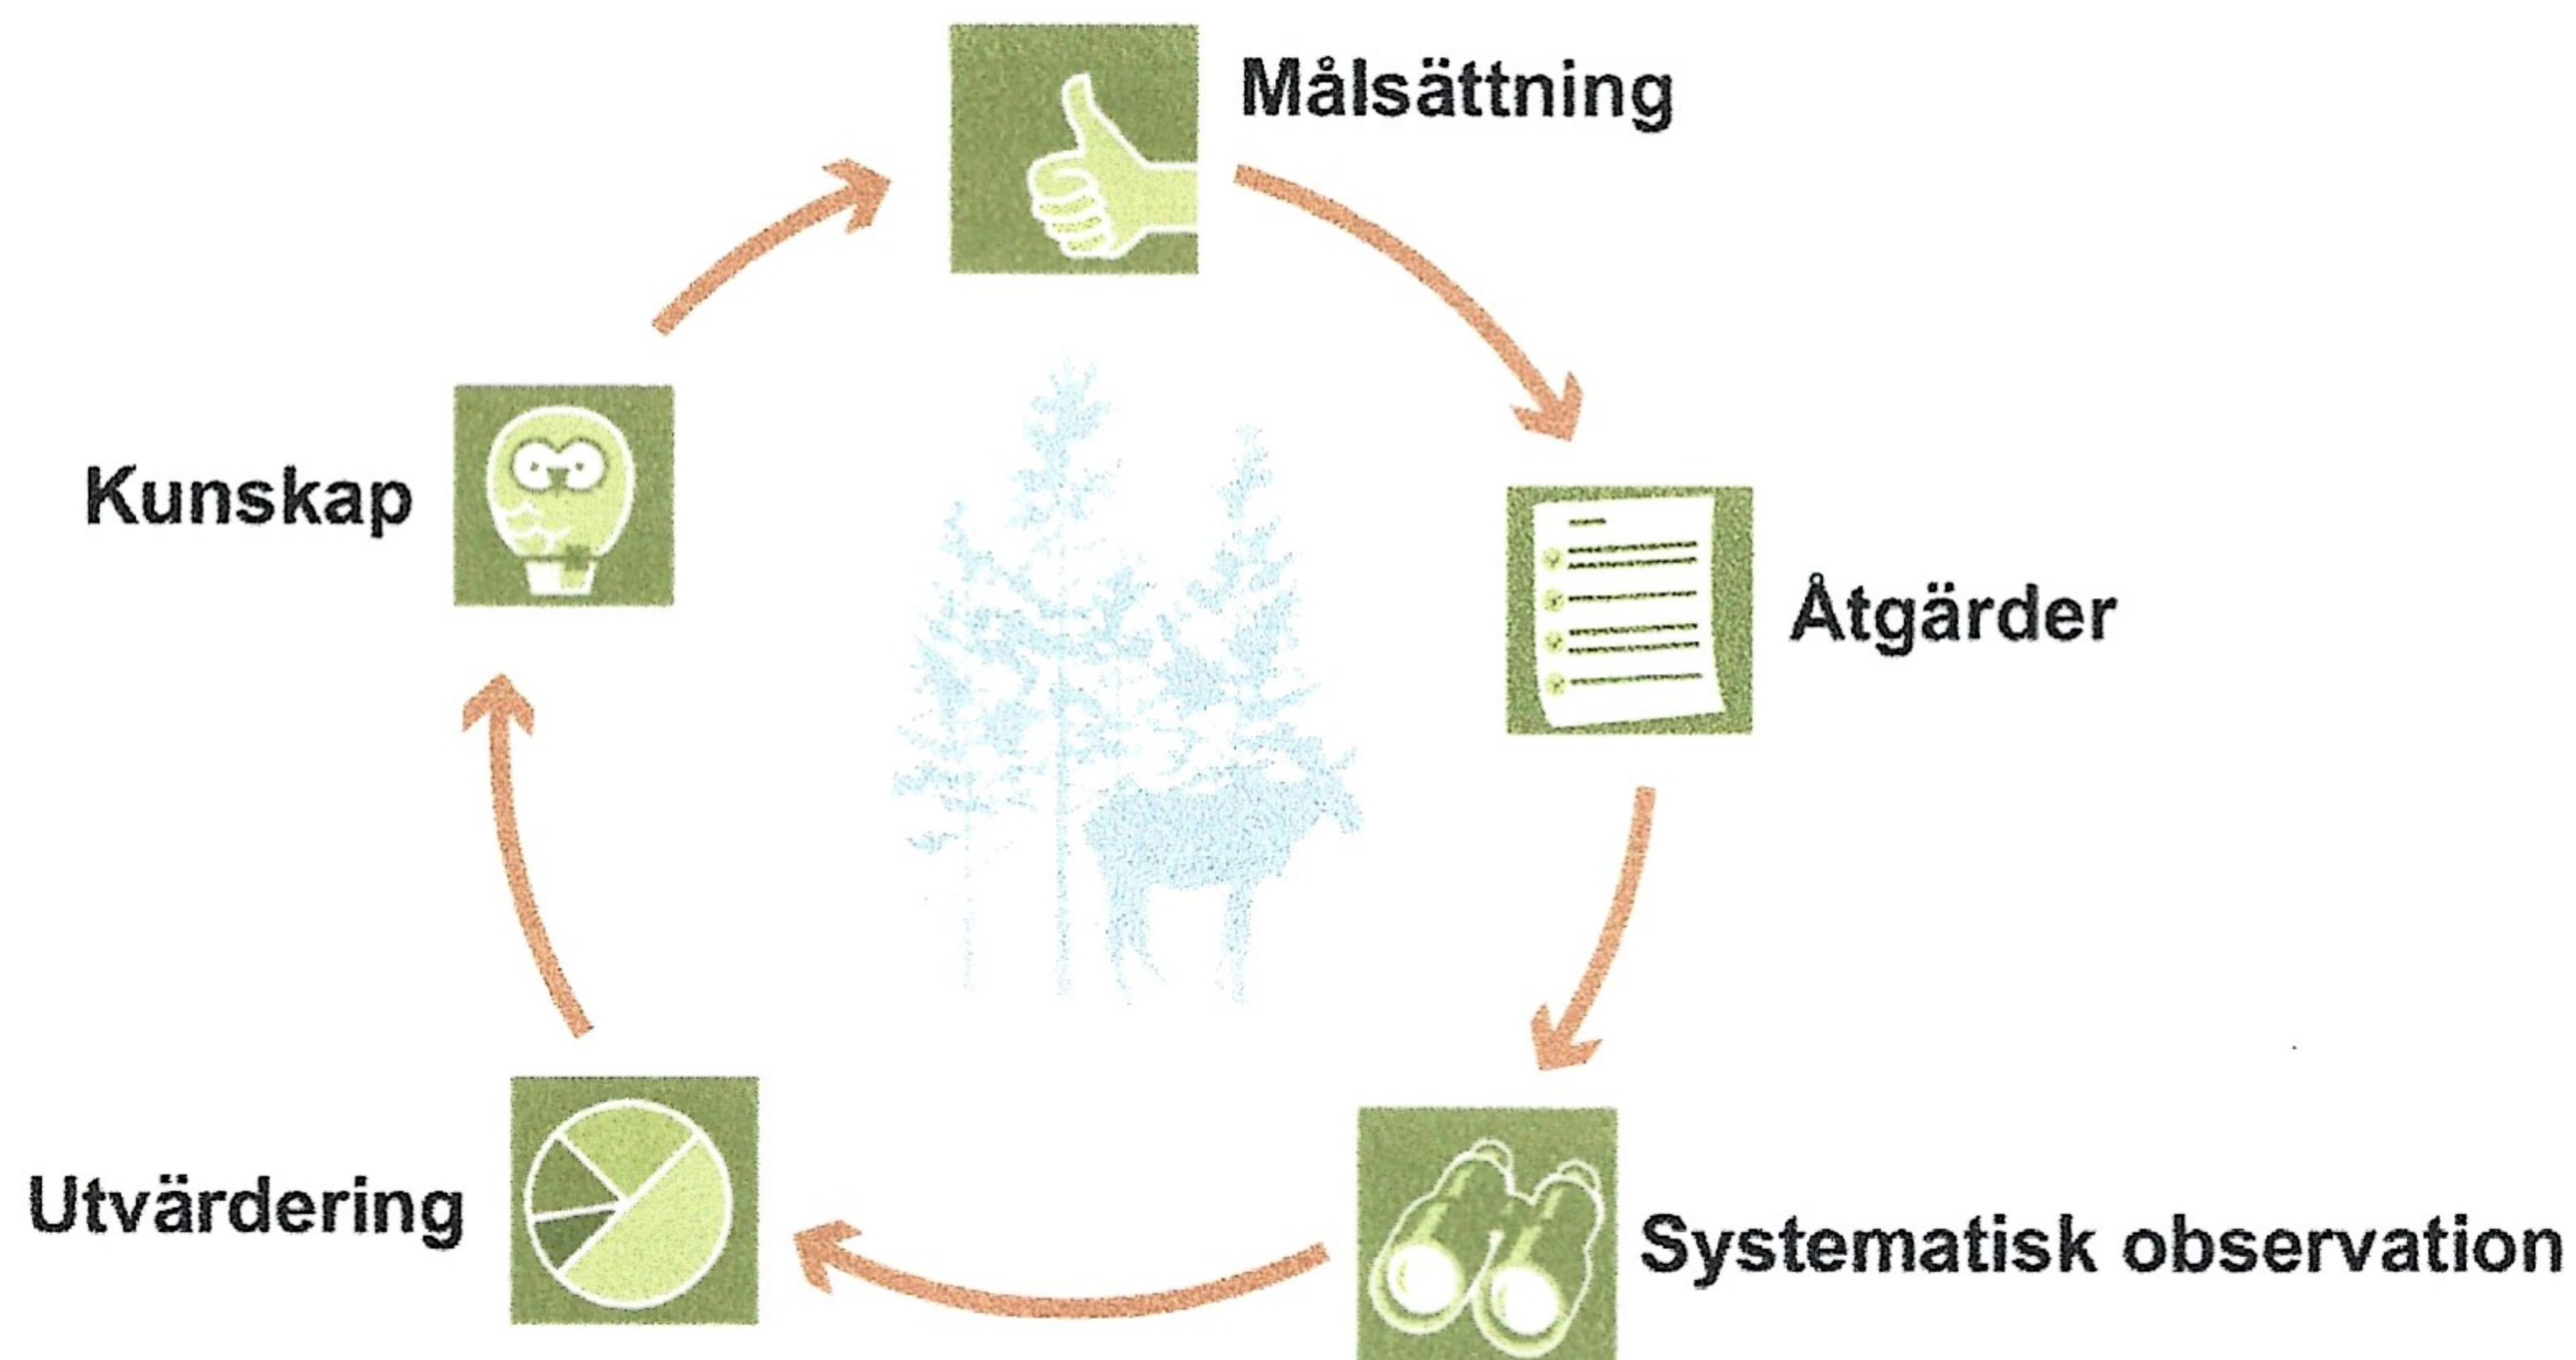 Målsättning
Åtgärder
Systematisk observation
Utvärdering
Kunskap